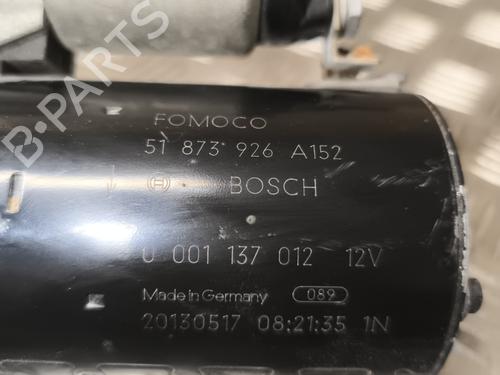 FOMOCO
51 873 926 A152
BOSCH
0 001 137 012 12V
Made in Germany 089
20130517 08:21:35 1N
B-PARTS
B-PARTS